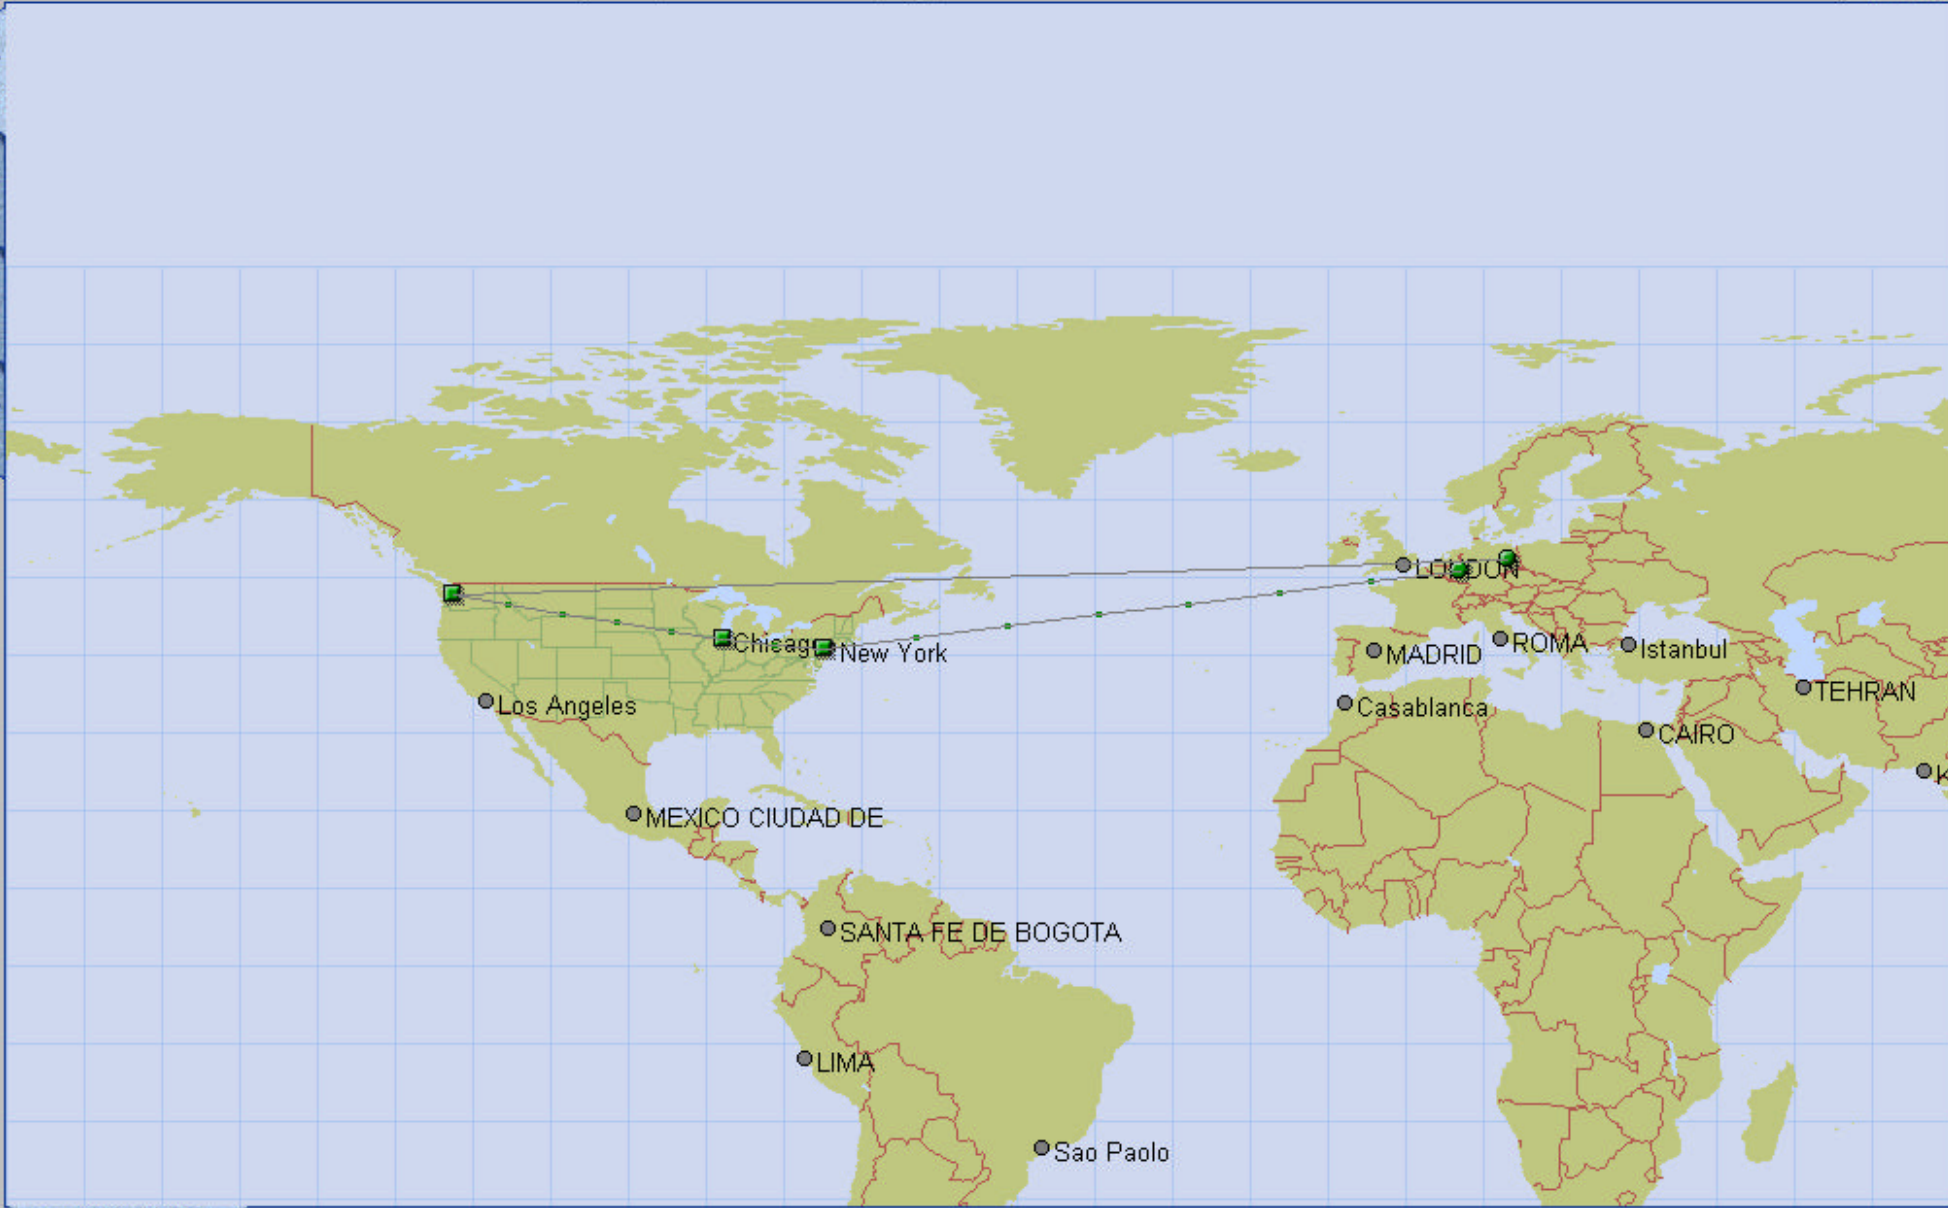 LONDON
Chicago
New York
MADRID
ROMA
Istanbul
Los Angeles
Casablanca
TEHRAN
CAIRO
K
MEXICO CIUDAD DE
SANTA FE DE BOGOTA
LIMA
Sao Paolo